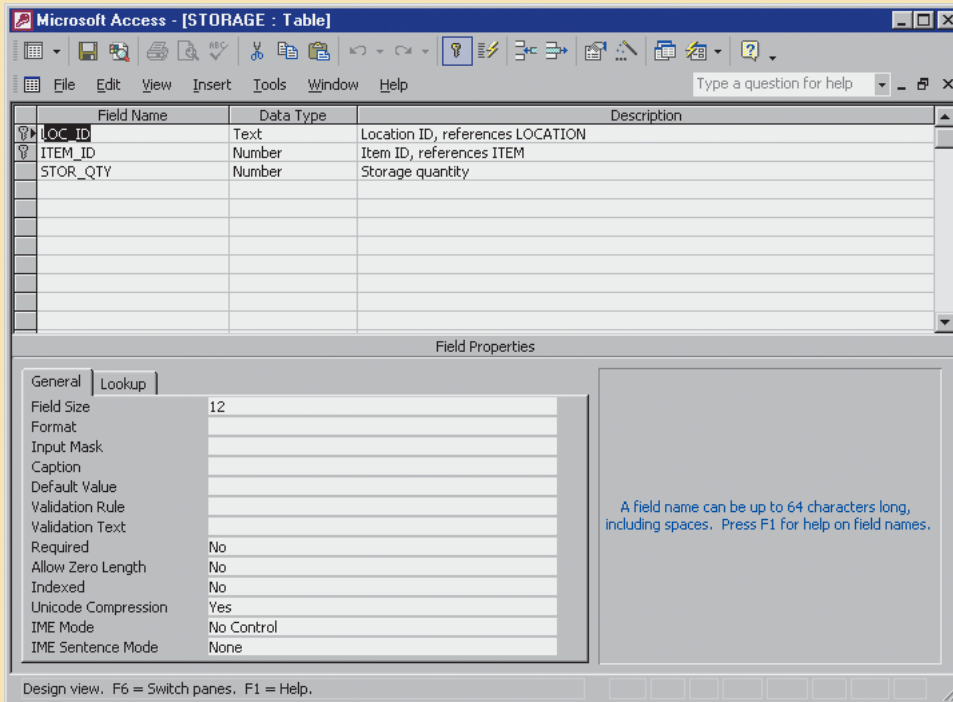 Microsoft Access - [STORAGE : Table]
ABC
File Edit View Insert Tools Window Help Type a question for help
Field Name Data Type Description
LOC_ID Text Location ID, references LOCATION
ITEM_ID Number Item ID, references ITEM
STOR_QTY Number Storage quantity
Field Properties
General Lookup
Field Size 12
Format
Input Mask
Caption
Default Value
Validation Rule
Validation Text
Required No
Allow Zero Length No
Indexed No
Unicode Compression Yes
IME Mode No Control
IME Sentence Mode None
A field name can be up to 64 characters long,
including spaces. Press F1 for help on field names.
Design view. F6 = Switch panes. F1 = Help.